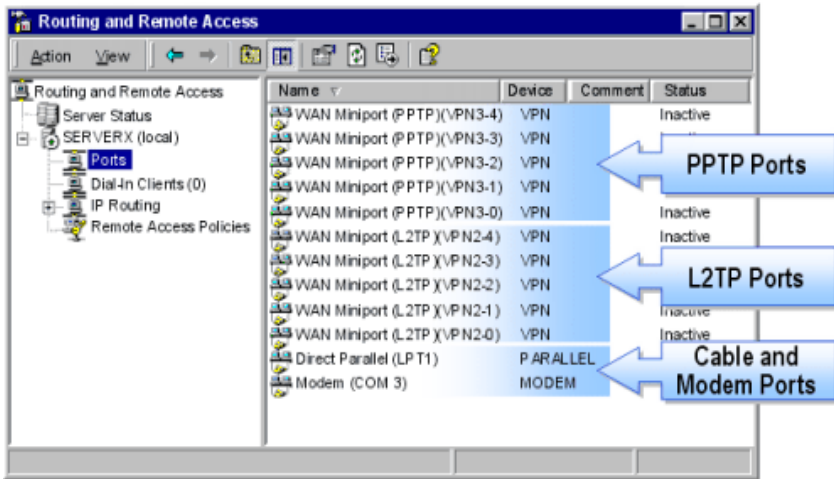 Routing and Remote Access
Action View
Routing and Remote Access
Server Status
SERVERX (local)
Ports
Dial-In Clients (0)
IP Routing
Remote Access Policies
Name Device Comment Status
WAN Miniport (PPTP)(VPN3-4) VPN Inactive
WAN Miniport (PPTP)(VPN3-3) VPN
WAN Miniport (PPTP)(VPN3-2) VPN
WAN Miniport (PPTP)(VPN3-1) VPN
WAN Miniport (PPTP)(VPN3-0) VPN Inactive
PPTP Ports
WAN Miniport (L2TP)(VPN2-4) VPN Inactive
WAN Miniport (L2TP)(VPN2-3) VPN
WAN Miniport (L2TP)(VPN2-2) VPN
WAN Miniport (L2TP)(VPN2-1) VPN Inactive
WAN Miniport (L2TP)(VPN2-0) VPN Inactive
L2TP Ports
Direct Parallel (LPT1) PARALLEL
Modem (COM 3) MODEM
Cable and
Modem Ports